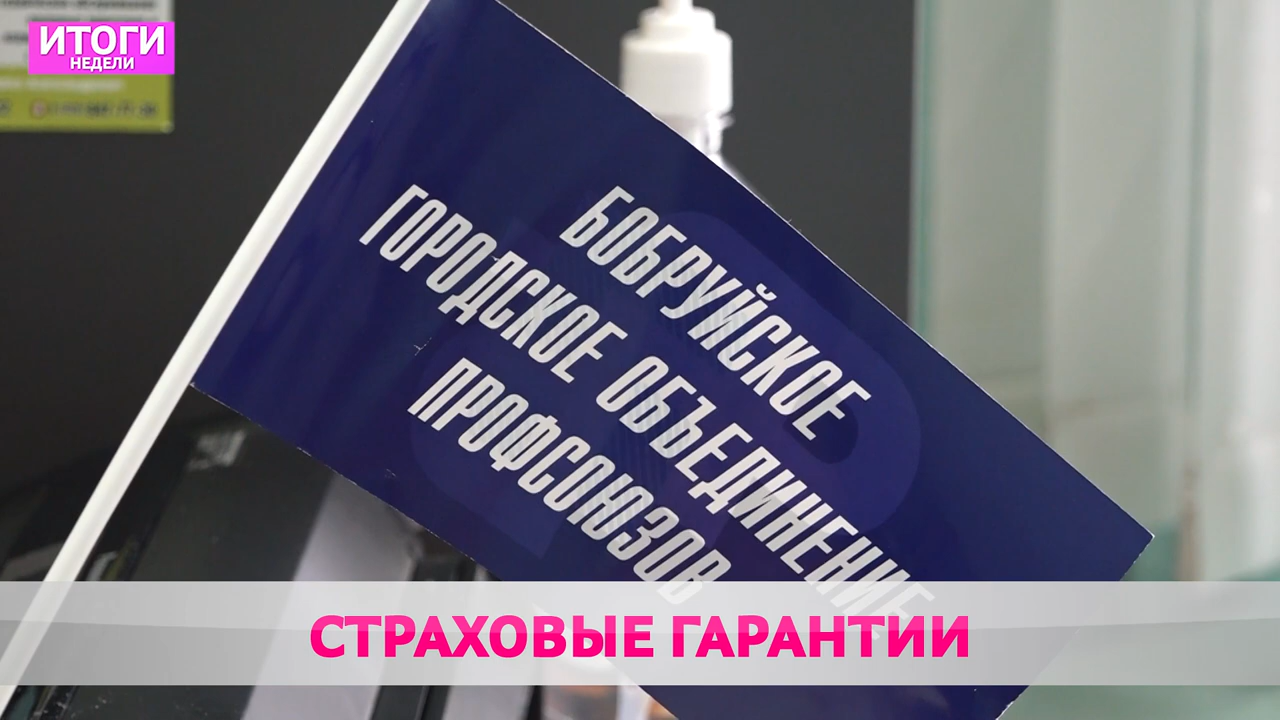 ИТОГИ
НЕДЕЛИ
БОБРУЙСКОЕ
ГОРОДСКОЕ ОБЪЕДИНЕНИЕ
ПРОФСОЮЗОВ
СТРАХОВЫЕ ГАРАНТИИ